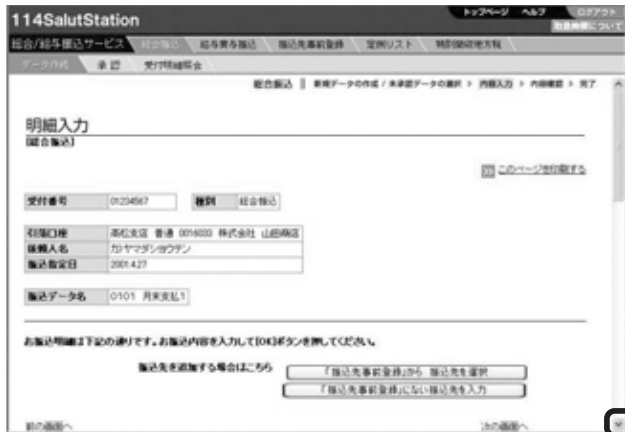 114SalutStation
トップページ ヘルプ ログアウト
取扱時間について
総合/給与振込サービス 総合振込 給与賞与振込 振込先事前登録 定例リスト 特別徴収地方税
データ作成 承認 受付明細照会
総合振込 || 新規データの作成 / 未承認データの選択 > 内容入力 > 内容確認 > 完了
明細入力
[総合振込]
このページを印刷する
受付番号 01234567 種別 総合振込
引落口座 高松支店 普通 0016000 株式会社 山田商店
依頼人名 カ)ヤマダシヨウテン
振込指定日 2001.4.27
振込データ名 0101 月末支払1
お振込明細は下記の通りです。お振込内容を入力して[OK]ボタンを押してください。
振込先を追加する場合はこちら 「振込先事前登録」から 振込先を選択
「振込先事前登録」にない振込先を入力
前の画面へ 次の画面へ